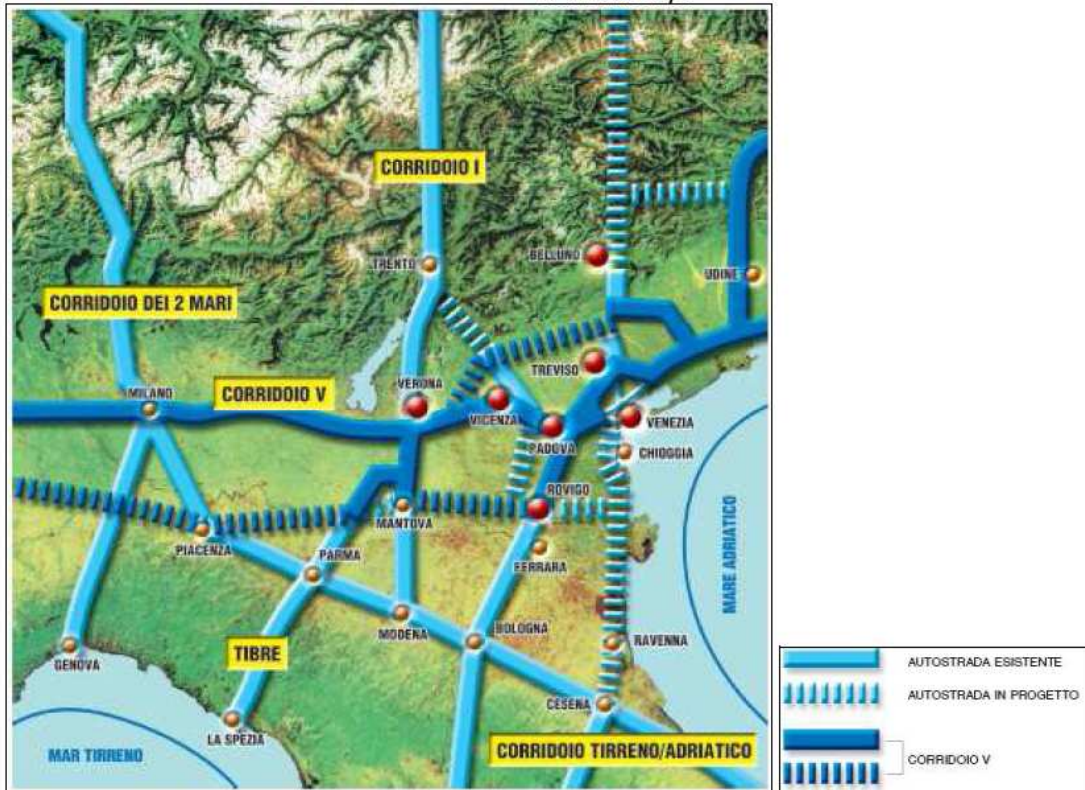 CORRIDOIO I
BELLUNO
TRENTO
UDINE
CORRIDOIO DEI 2 MARI
TREVISO
VERONA
CORRIDOIO V
MILANO
VICENZA
VENEZIA
PADOVA
CHIOGGIA
ROVIGO
MANTOVA
PIACENZA
PARMA
FERRARA
MARE ADRIATICO
MODENA
BOLOGNA
RAVENNA
GENOVA
TIBRE
CESENA
LA SPEZIA
MAR TIRRENO
CORRIDOIO TIRRENO/ADRIATICO
AUTOSTRADA ESISTENTE
AUTOSTRADA IN PROGETTO
CORRIDOIO V